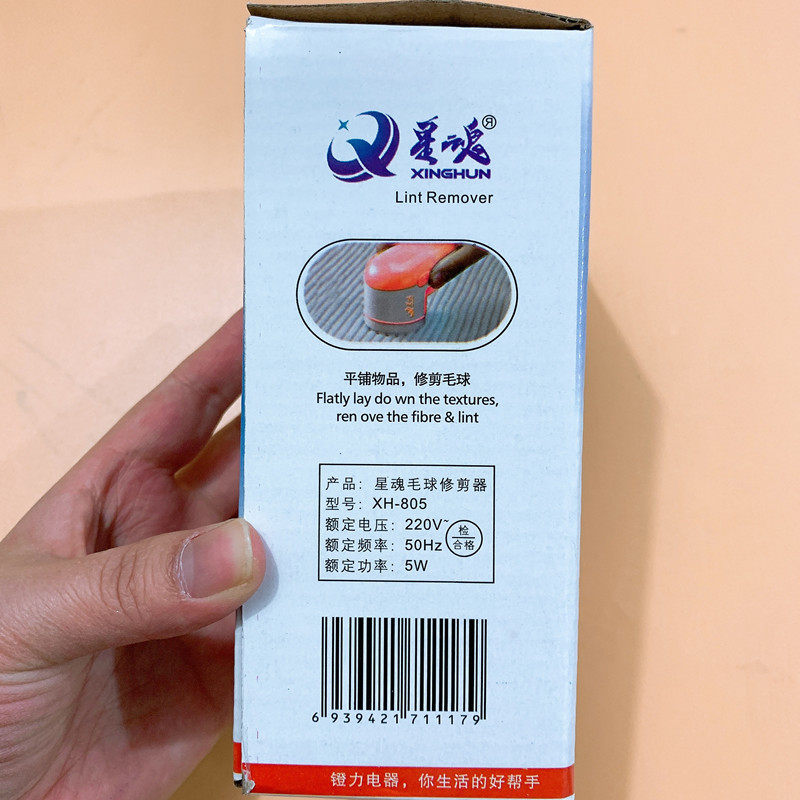 星魂®
XINGHUN
Lint Remover
平铺物品，修剪毛球
Flatly lay do wn the textures,
ren ove the fibre & lint
产品：星魂毛球修剪器
型号：XH-805
额定电压：220V~
额定频率：50Hz
额定功率：5W
检
合格
6 939421 711179
镫力电器，你生活的好帮手